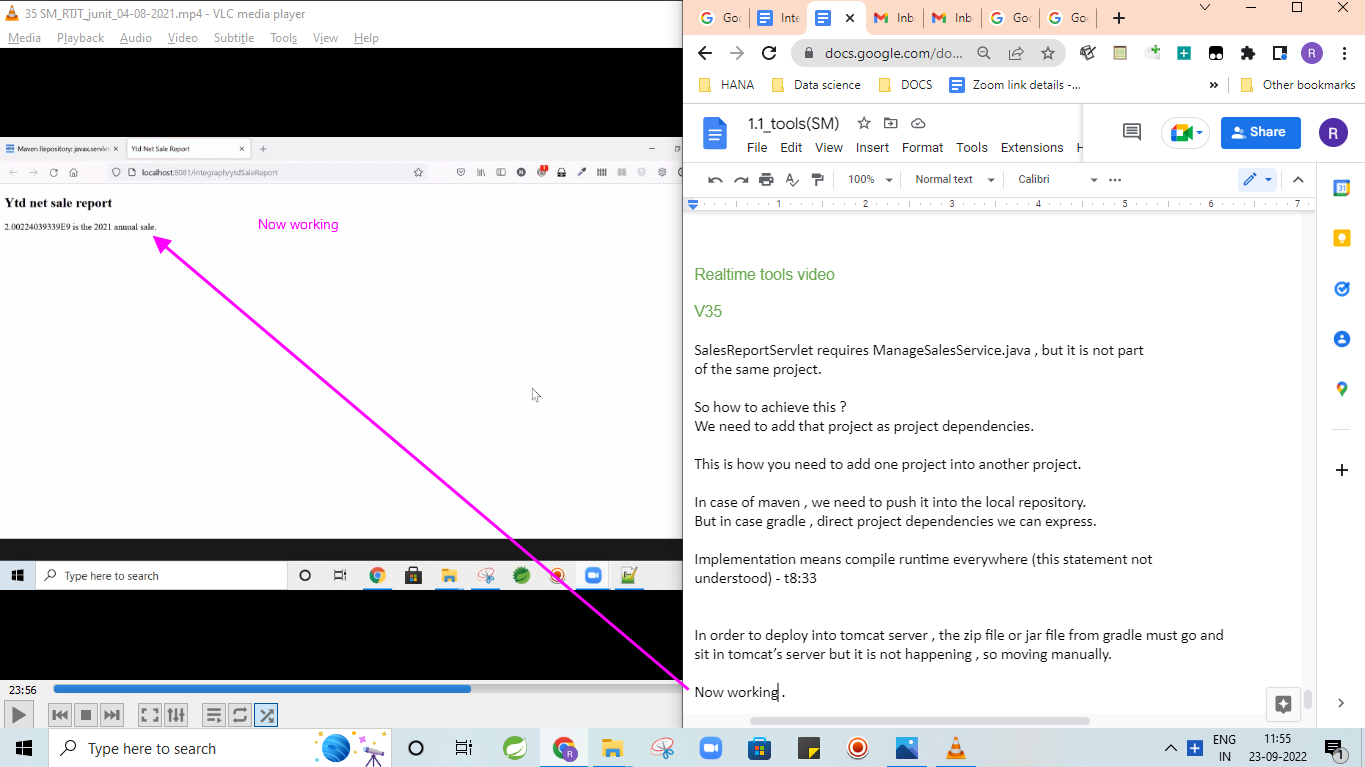 35 SM_RTJT_junit_04-08-2021.mp4 - VLC media player
Media Playback Audio Video Subtitle Tools View Help
Maven Repository: javax.servlet
Ytd Net Sale Report
localhost:8081/integraph/ytdSaleReport
Ytd net sale report
2.00224039339E9 is the 2021 annual sale.
Now working
Type here to search
23:56
Goo
Inte
Inb
Inb
Goo
Go
docs.google.com/do...
R
HANA
Data science
DOCS
Zoom link details -...
»
Other bookmarks
1.1_tools(SM)
File Edit View Insert Format Tools Extensions H
Share
R
100%
Normal text
Calibri
1 2 3 4 5 6 7
31
Realtime tools video
V35
SalesReportServlet requires ManageSalesService.java , but it is not part
of the same project.
So how to achieve this ?
We need to add that project as project dependencies.
This is how you need to add one project into another project.
In case of maven , we need to push it into the local repository.
But in case gradle , direct project dependencies we can express.
Implementation means compile runtime everywhere (this statement not
understood) - t8:33
In order to deploy into tomcat server , the zip file or jar file from gradle must go and
sit in tomcat’s server but it is not happening , so moving manually.
Now working .
Type here to search
R
ENG
IN
11:55
23-09-2022
1